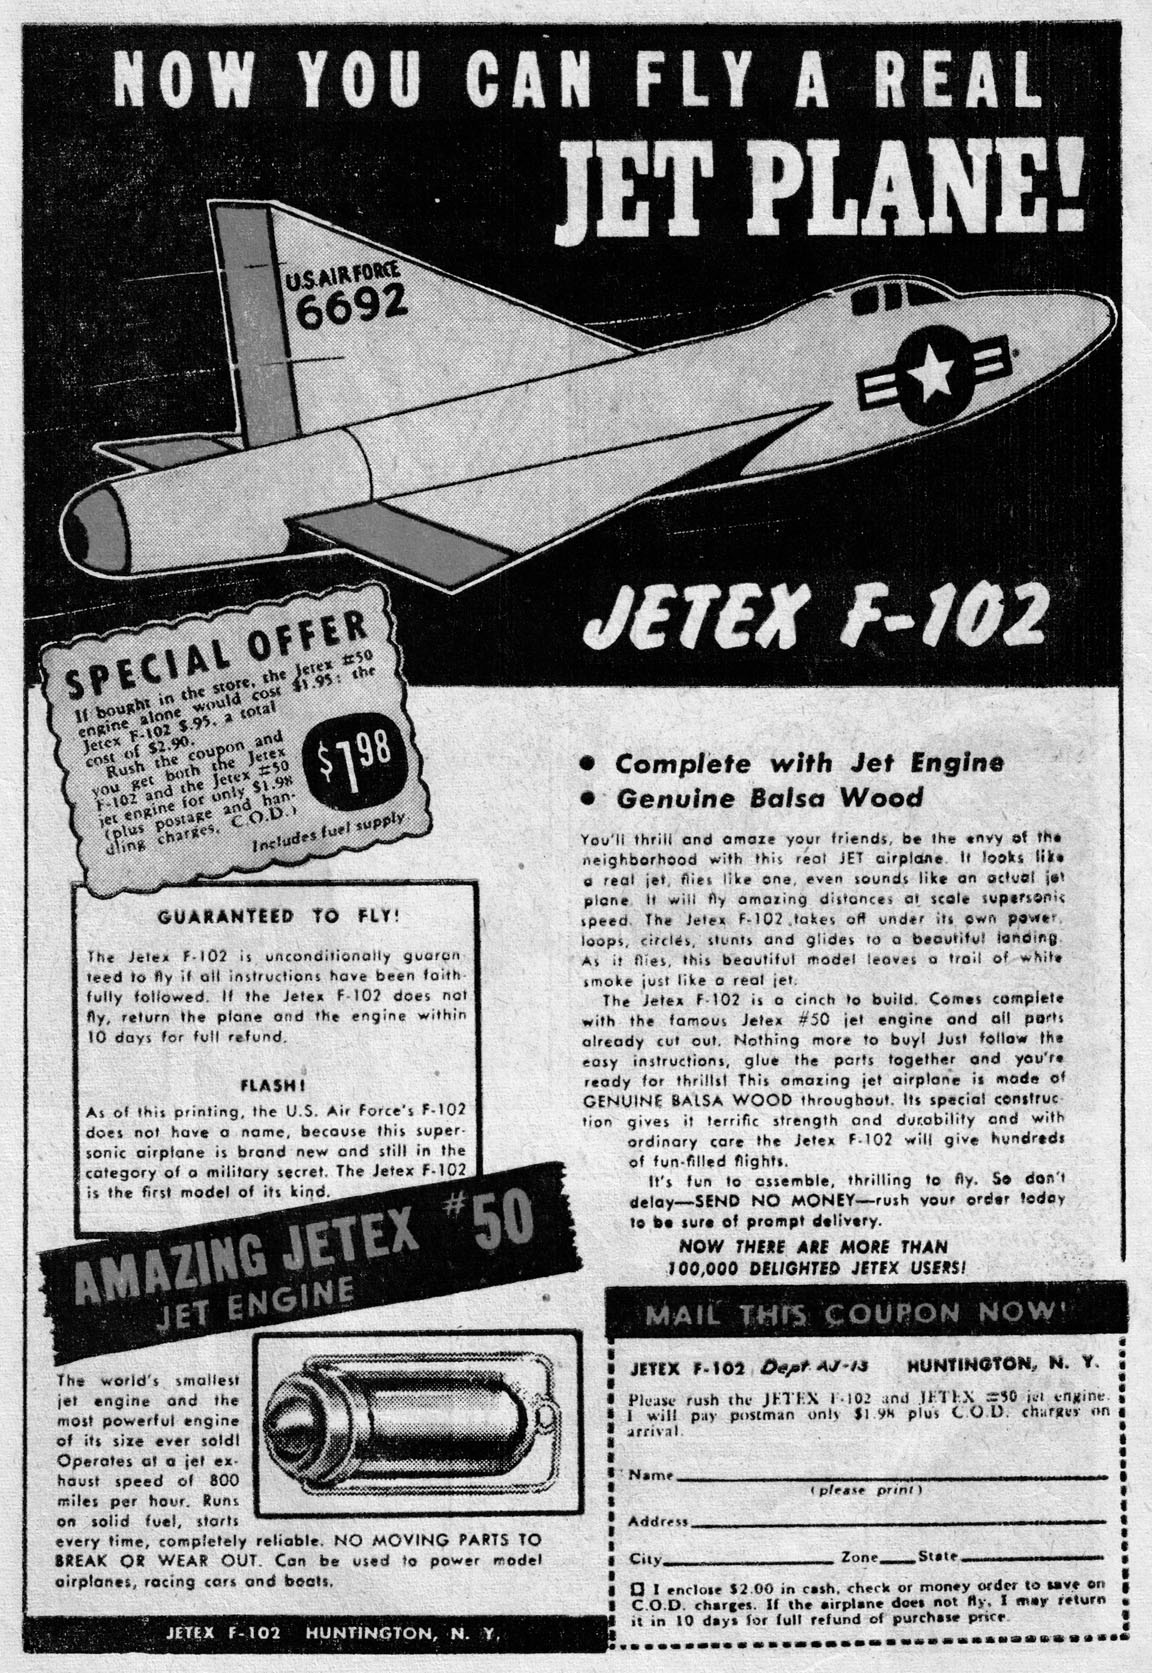 NOW YOU CAN FLY A REAL
JET PLANE!
U.S. AIR FORCE
6692
JETEX F-102
SPECIAL OFFER
If bought in the store, the Jetex #50
engine alone would cost $1.95: the
Jetex F-102 $.95, a total
cost of $2.90.
Rush the coupon and
you get both the Jetex
F-102 and the Jetex #50
jet engine for only $1.98
(plus postage and han-
dling charges, C.O.D.)
Includes fuel supply.
$1.98
GUARANTEED TO FLY!
The Jetex F-102 is unconditionally guaran
teed to fly if all instructions have been faith-
fully followed. If the Jetex F-102 does not
fly, return the plane and the engine within
10 days for full refund.
FLASH!
As of this printing, the U.S. Air Force's F-102
does not have a name, because this super-
sonic airplane is brand new and still in the
category of a military secret. The Jetex F-102
is the first model of its kind.
AMAZING JETEX #50
JET ENGINE
The world's smallest
jet engine and the
most powerful engine
of its size ever sold!
Operates at a jet ex-
haust speed of 800
miles per hour. Runs
on solid fuel, starts
every time, completely reliable. NO MOVING PARTS TO
BREAK OR WEAR OUT. Can be used to power model
airplanes, racing cars and boats.
JETEX F-102 HUNTINGTON, N. Y.
• Complete with Jet Engine
• Genuine Balsa Wood
You'll thrill and amaze your friends, be the envy of the
neighborhood with this real JET airplane. It looks like
a real jet, flies like one, even sounds like an actual jet
plane. It will fly amazing distances at scale supersonic
speed. The Jetex F-102 takes off under its own power,
loops, circles, stunts and glides to a beautiful landing.
As it flies, this beautiful model leaves a trail of white
smoke just like a real jet.
The Jetex F-102 is a cinch to build. Comes complete
with the famous Jetex #50 jet engine and all parts
already cut out. Nothing more to buy! Just follow the
easy instructions, glue the parts together and you're
ready for thrills! This amazing jet airplane is made of
GENUINE BALSA WOOD throughout. Its special construc-
tion gives it terrific strength and durability and with
ordinary care the Jetex F-102 will give hundreds
of fun-filled flights.
It's fun to assemble, thrilling to fly. So don't
delay—SEND NO MONEY—rush your order today
to be sure of prompt delivery.
NOW THERE ARE MORE THAN
100,000 DELIGHTED JETEX USERS!
MAIL THIS COUPON NOW!
JETEX F-102 Dept AJ-13 HUNTINGTON, N. Y.
Please rush the JETEX F-102 and JETEX #50 jet engine.
I will pay postman only $1.98 plus C.O.D. charges on
arrival.
Name
(please print)
Address
City Zone State
☐ I enclose $2.00 in cash, check or money order to save on
C.O.D. charges. If the airplane does not fly, I may return
it in 10 days for full refund of purchase price.